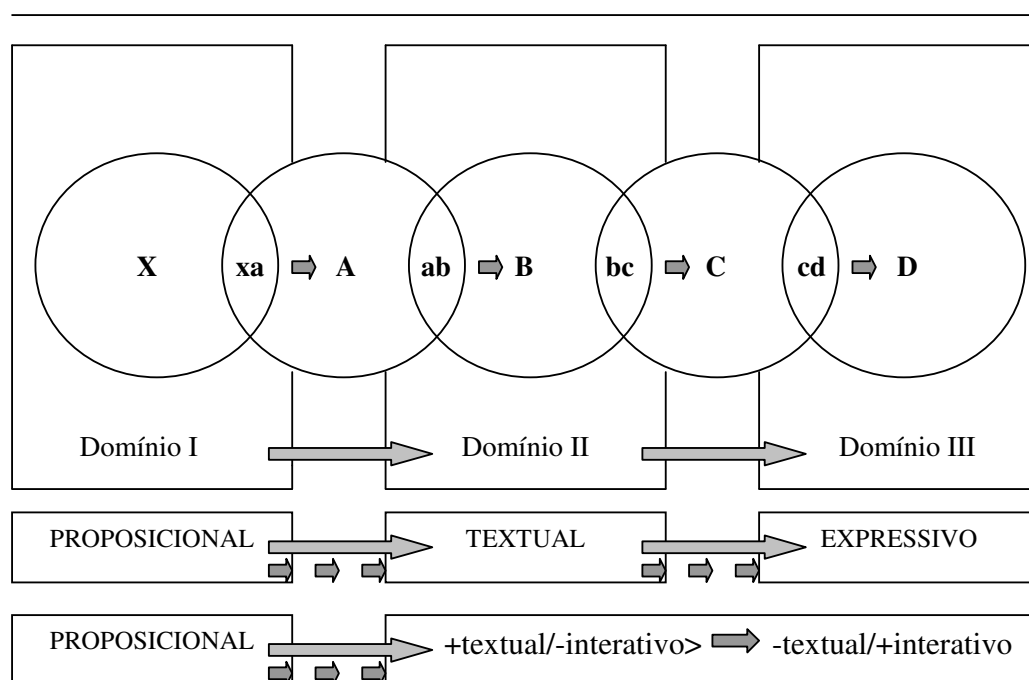 X xa A ab B bc C cd D
Domínio I Domínio II Domínio III
PROPOSICIONAL TEXTUAL EXPRESSIVO
PROPOSICIONAL +textual/-interativo> -textual/+interativo